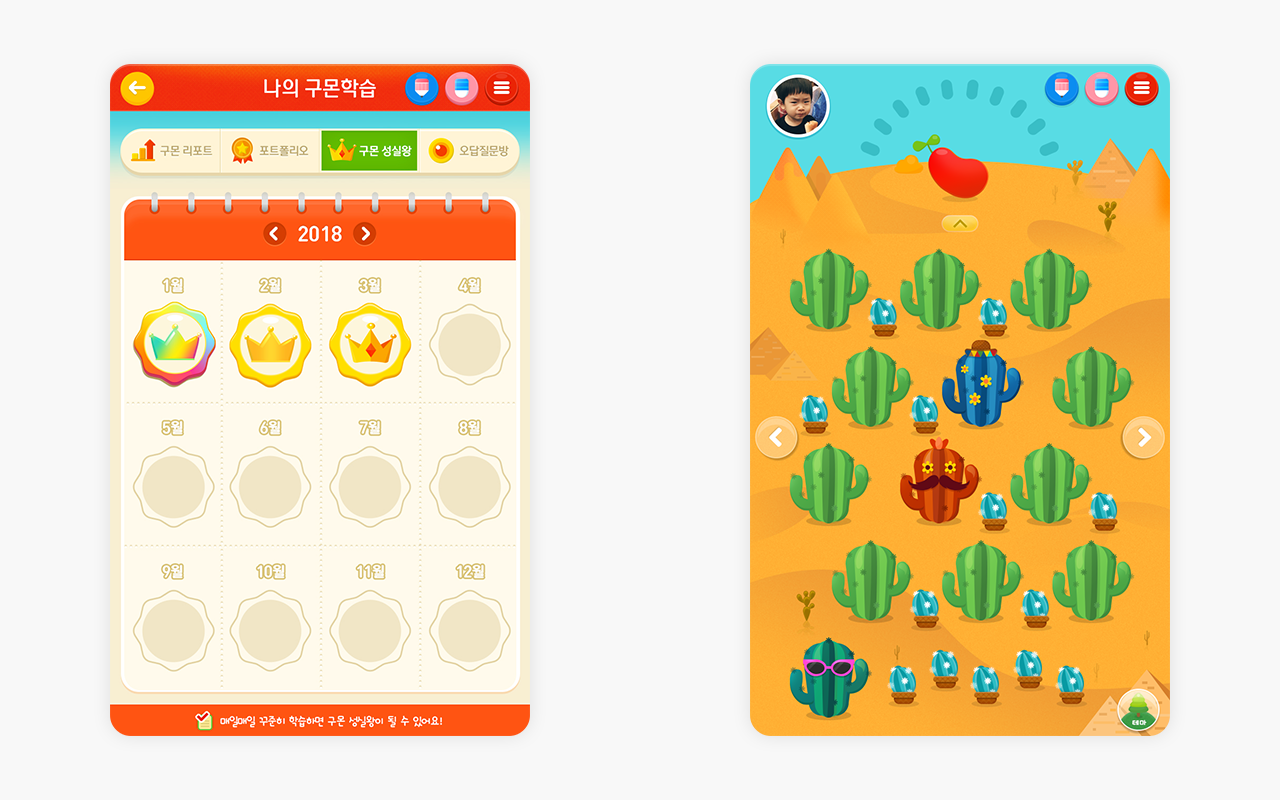 나의 구몬학습
구몬 리포트
포트폴리오
구몬 성실왕
오답질문방
2018
1월
2월
3월
4월
5월
6월
7월
8월
9월
10월
11월
12월
매일매일 꾸준히 학습하면 구몬 성실왕이 될 수 있어요!
테마